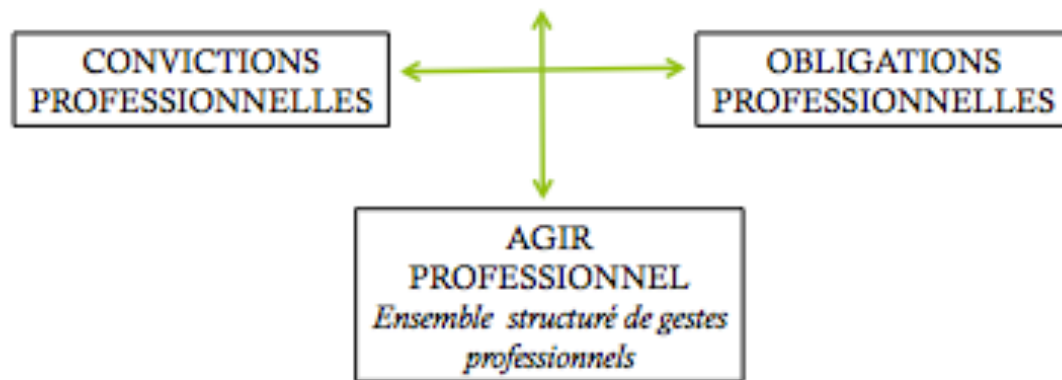 CONVICTIONS
PROFESSIONNELLES
OBLIGATIONS
PROFESSIONNELLES
AGIR
PROFESSIONNEL
Ensemble structuré de gestes
professionnels